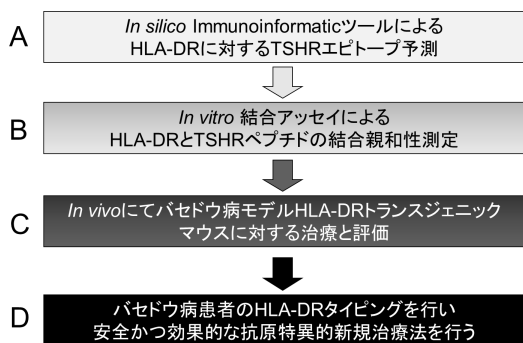 A
In silico Immunoinformaticツールによる
HLA-DRに対するTSHRエピトープ予測
B
In vitro 結合アッセイによる
HLA-DRとTSHRペプチドの結合親和性測定
C
In vivoにてバセドウ病モデルHLA-DRトランスジェニック
マウスに対する治療と評価
D
バセドウ病患者のHLA-DRタイピングを行い
安全かつ効果的な抗原特異的新規治療法を行う